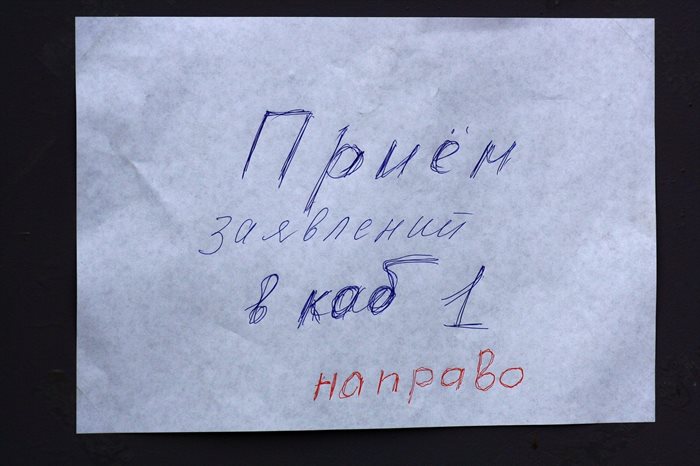 Приём
заявлений
в каб 1
направо